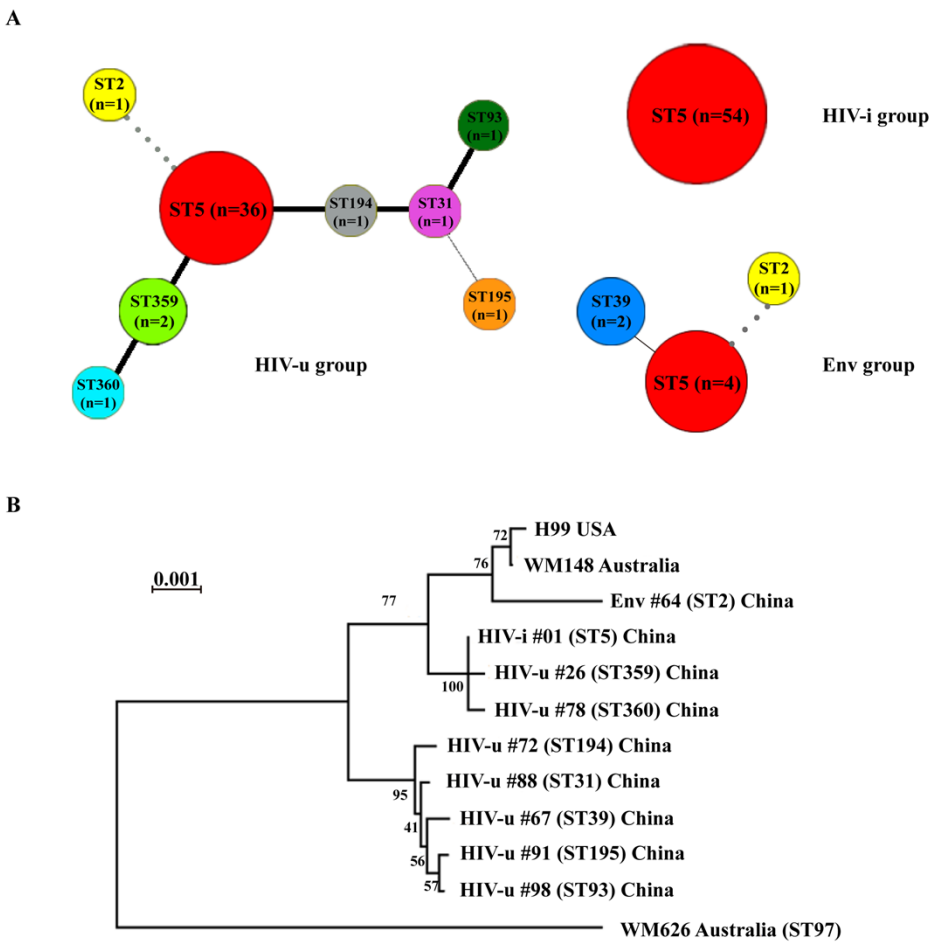 A
ST2
(n=1)
ST93
(n=1)
ST5 (n=54)
HIV-i group
ST5 (n=36)
ST194
(n=1)
ST31
(n=1)
ST359
(n=2)
ST195
(n=1)
ST360
(n=1)
HIV-u group
ST2
(n=1)
ST39
(n=2)
ST5 (n=4)
Env group
B
0.001
72
H99 USA
WM148 Australia
76
Env #64 (ST2) China
77
HIV-i #01 (ST5) China
HIV-u #26 (ST359) China
100
HIV-u #78 (ST360) China
HIV-u #72 (ST194) China
HIV-u #88 (ST31) China
95
HIV-u #67 (ST39) China
41
HIV-u #91 (ST195) China
56
HIV-u #98 (ST93) China
57
WM626 Australia (ST97)